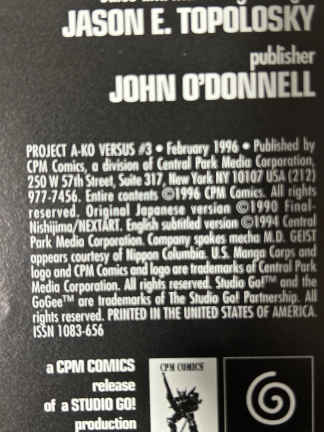 JASON E. TOPOLOSKY
publisher
JOHN O'DONNELL
PROJECT A-KO VERSUS #3 • February 1996 • Published by
CPM Comics, a division of Central Park Media Corporation,
250 W 57th Street, Suite 317, New York NY 10107 USA (212)
977-7456. Entire contents ©1996 CPM Comics. All rights
reserved. Original Japanese version ©1990 Final-
Nishijima/NEXTART. English subtitled version ©1994 Central
Park Media Corporation. Company spokes mecha M.D. GEIST
appears courtesy of Nippon Columbia. U.S. Manga Corps and
logo and CPM Comics and logo are trademarks of Central Park
Media Corporation. All rights reserved. Studio Go!™ and the
GoGee™ are trademarks of The Studio Go! Partnership. All
rights reserved. PRINTED IN THE UNITED STATES OF AMERICA.
ISSN 1083-656
a CPM COMICS
release
of a STUDIO GO!
production
CPM COMICS